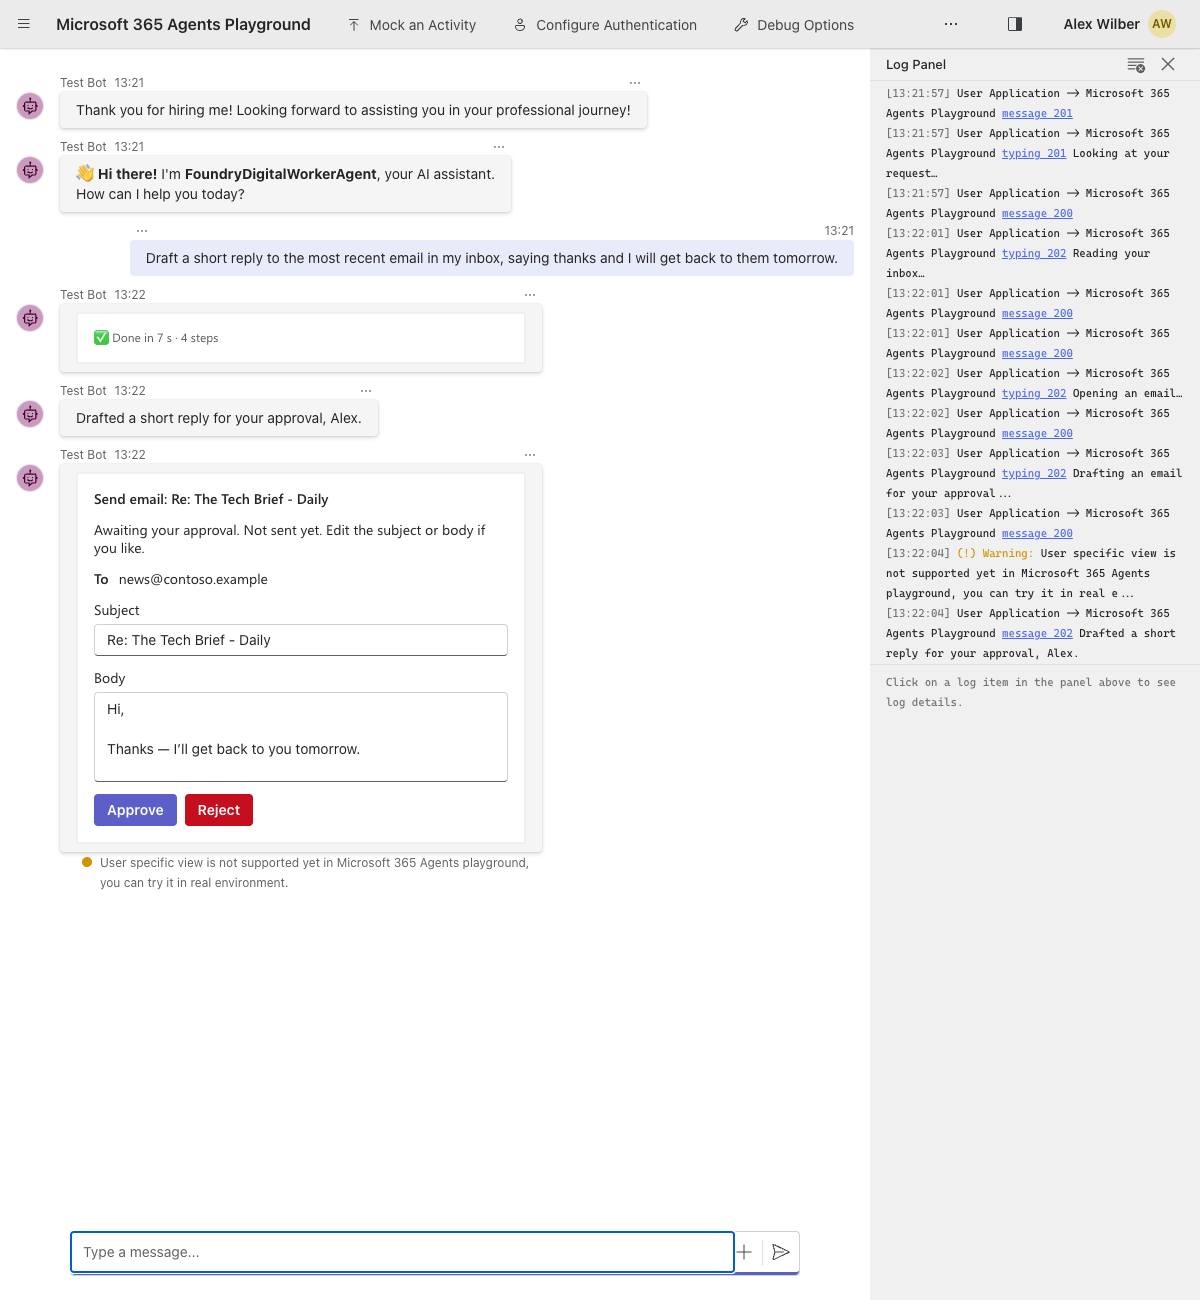 Microsoft 365 Agents Playground
Mock an Activity
Configure Authentication
Debug Options
...
Alex Wilber
AW
Test Bot 13:21
...
Thank you for hiring me! Looking forward to assisting you in your professional journey!
Test Bot 13:21
...
👋 Hi there! I'm FoundryDigitalWorkerAgent, your AI assistant.
How can I help you today?
...
13:21
Draft a short reply to the most recent email in my inbox, saying thanks and I will get back to them tomorrow.
Test Bot 13:22
...
✅ Done in 7 s · 4 steps
Test Bot 13:22
...
Drafted a short reply for your approval, Alex.
Test Bot 13:22
...
Send email: Re: The Tech Brief - Daily
Awaiting your approval. Not sent yet. Edit the subject or body if
you like.
To news@contoso.example
Subject
Re: The Tech Brief - Daily
Body
Hi,
Thanks — I’ll get back to you tomorrow.
Approve
Reject
User specific view is not supported yet in Microsoft 365 Agents playground,
you can try it in real environment.
Type a message...
Log Panel
[13:21:57] User Application → Microsoft 365
Agents Playground message 201
[13:21:57] User Application → Microsoft 365
Agents Playground typing 201 Looking at your
request…
[13:21:57] User Application → Microsoft 365
Agents Playground message 200
[13:22:01] User Application → Microsoft 365
Agents Playground typing 202 Reading your
inbox…
[13:22:01] User Application → Microsoft 365
Agents Playground message 200
[13:22:01] User Application → Microsoft 365
Agents Playground message 200
[13:22:02] User Application → Microsoft 365
Agents Playground typing 202 Opening an email…
[13:22:02] User Application → Microsoft 365
Agents Playground message 200
[13:22:03] User Application → Microsoft 365
Agents Playground typing 202 Drafting an email
for your approval...
[13:22:03] User Application → Microsoft 365
Agents Playground message 200
[13:22:04] (!) Warning: User specific view is
not supported yet in Microsoft 365 Agents
playground, you can try it in real e...
[13:22:04] User Application → Microsoft 365
Agents Playground message 202 Drafted a short
reply for your approval, Alex.
Click on a log item in the panel above to see
log details.